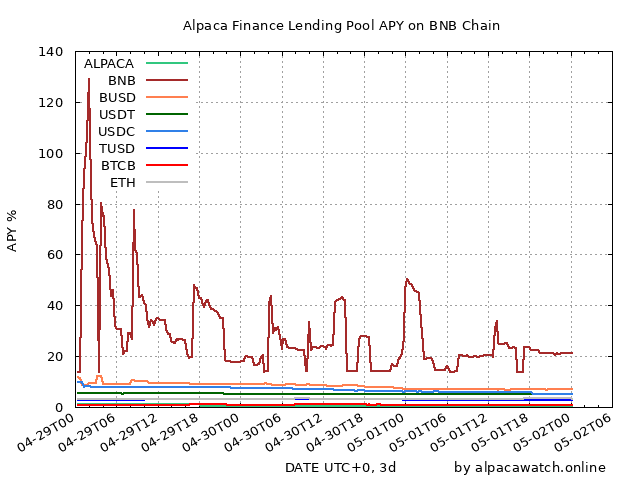 Alpaca Finance Lending Pool APY on BNB Chain
140
120
100
80
60
40
20
0
APY %
ALPACA
BNB
BUSD
USDT
USDC
TUSD
BTCB
ETH
04-29T00
04-29T06
04-29T12
04-29T18
04-30T00
04-30T06
04-30T12
04-30T18
05-01T00
05-01T06
05-01T12
05-01T18
05-02T00
05-02T06
DATE UTC+0, 3d
by alpacawatch.online